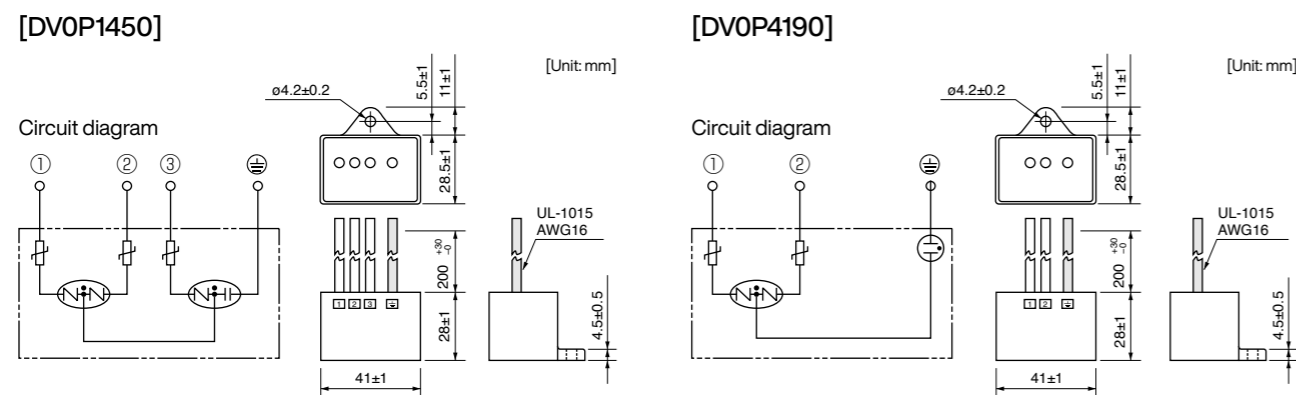 [DV0P1450]
[Unit: mm]
ø4.2±0.2
5.5±1
11±1
Circuit diagram
① ② ③
28.5±1
UL-1015
AWG16
200 +30 -0
1 2 3
28±1
4.5±0.5
41±1
[DV0P4190]
[Unit: mm]
ø4.2±0.2
5.5±1
11±1
Circuit diagram
① ②
28.5±1
UL-1015
AWG16
200 +30 -0
1 2
28±1
4.5±0.5
41±1